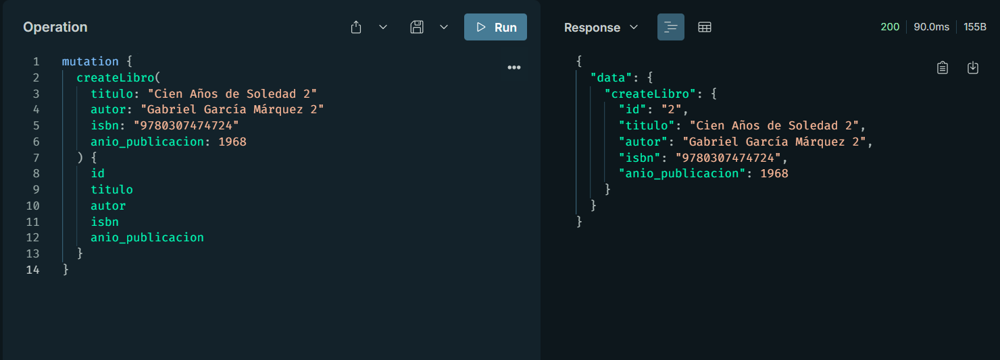 Operation
Run
1 mutation {
2 createLibro(
3 titulo: "Cien Años de Soledad 2"
4 autor: "Gabriel García Márquez 2"
5 isbn: "9780307474724"
6 anio_publicacion: 1968
7 ) {
8 id
9 titulo
10 autor
11 isbn
12 anio_publicacion
13 }
14 }
Response
200 90.0ms 155B
{
"data": {
"createLibro": {
"id": "2",
"titulo": "Cien Años de Soledad 2",
"autor": "Gabriel García Márquez 2",
"isbn": "9780307474724",
"anio_publicacion": 1968
}
}
}